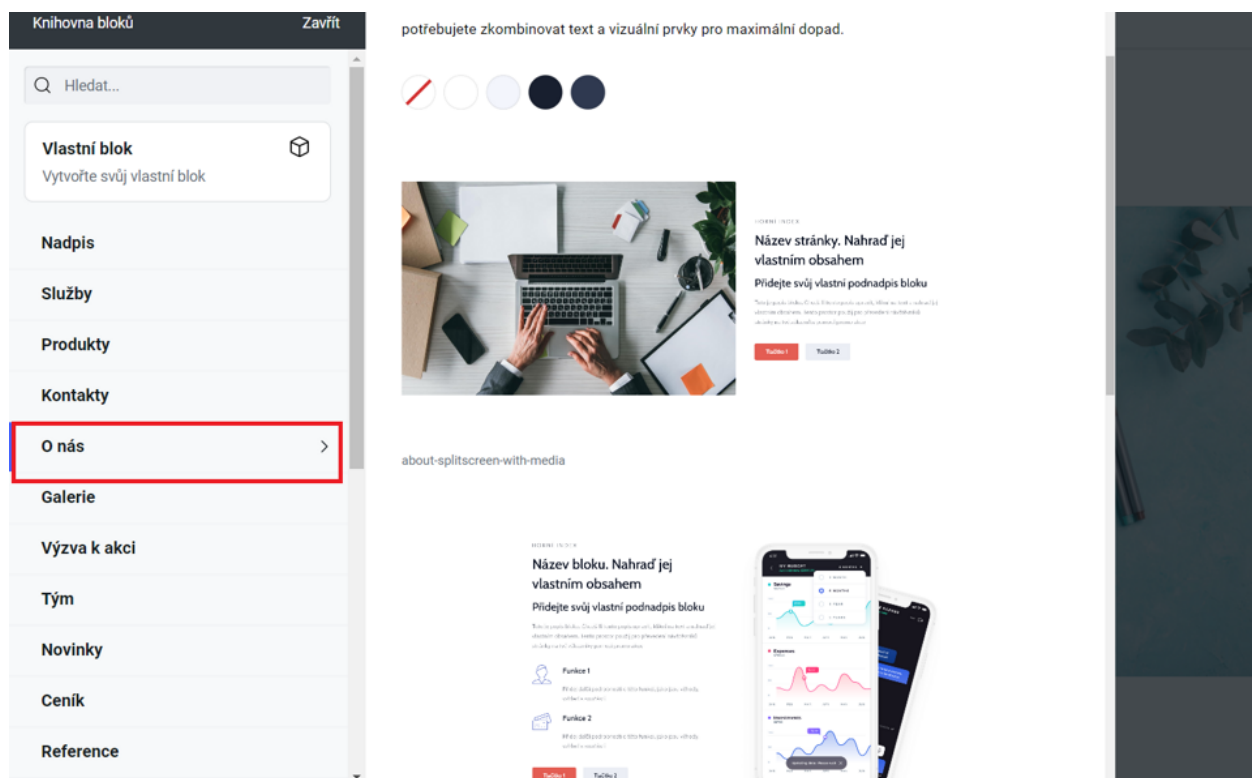 Knihovna bloků
Zavřít
Hledat...
Vlastní blok
Vytvořte svůj vlastní blok
Nadpis
Služby
Produkty
Kontakty
O nás
Galerie
Výzva k akci
Tým
Novinky
Ceník
Reference
potřebujete zkombinovat text a vizuální prvky pro maximální dopad.
HORNÍ INDEX
Název stránky. Nahraď jej
vlastním obsahem
Přidejte svůj vlastní podnadpis bloku
Tlačítko 1
Tlačítko 2
about-splitscreen-with-media
HORNÍ INDEX
Název bloku. Nahraď jej
vlastním obsahem
Přidejte svůj vlastní podnadpis bloku
Funkce 1
Funkce 2
Tlačítko 1
Tlačítko 2
Savings
Expenses